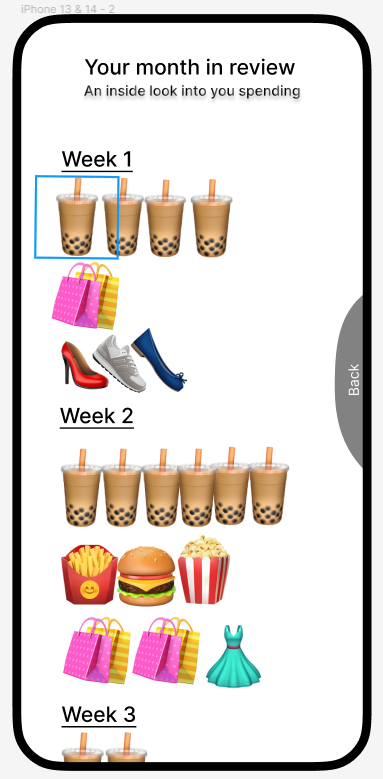 iPhone 13 & 14 - 2
Your month in review
An inside look into you spending
Week 1
Back
Week 2
Week 3